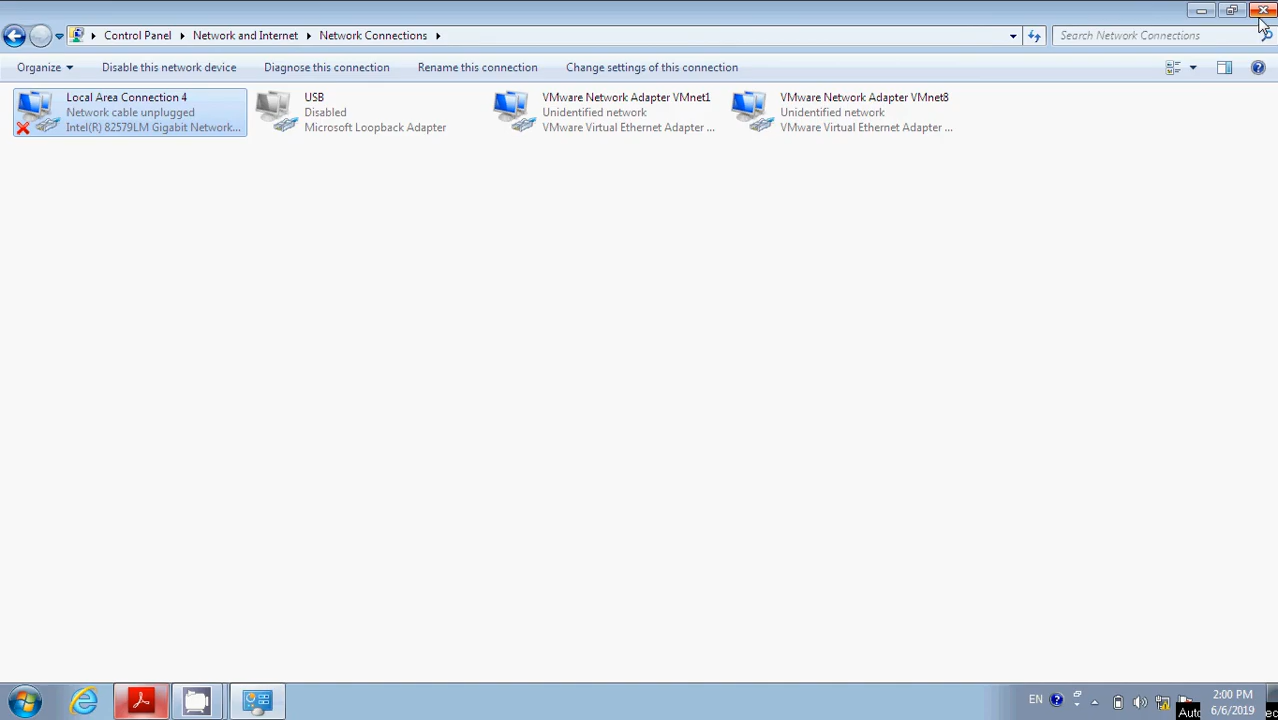 Control Panel Network and Internet Network Connections
Search Network Connections
Organize Disable this network device Diagnose this connection Rename this connection Change settings of this connection
Local Area Connection 4
Network cable unplugged
Intel(R) 82579LM Gigabit Network...
USB
Disabled
Microsoft Loopback Adapter
VMware Network Adapter VMnet1
Unidentified network
VMware Virtual Ethernet Adapter ...
VMware Network Adapter VMnet8
Unidentified network
VMware Virtual Ethernet Adapter ...
EN
2:00 PM
6/6/2019